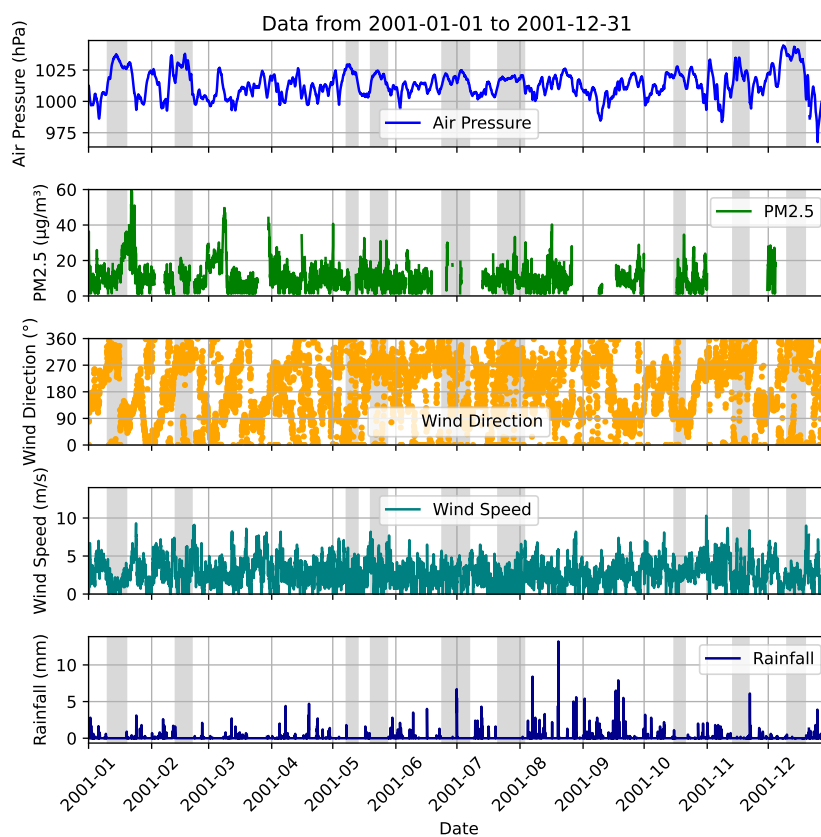 Data from 2001-01-01 to 2001-12-31
Air Pressure (hPa)
1025
1000
975
Air Pressure
PM2.5 (µg/m³)
60
40
20
0
PM2.5
Wind Direction (°)
360
270
180
90
0
Wind Direction
Wind Speed (m/s)
10
5
0
Wind Speed
Rainfall (mm)
10
5
0
Rainfall
2001-01
2001-02
2001-03
2001-04
2001-05
2001-06
2001-07
2001-08
2001-09
2001-10
2001-11
2001-12
Date